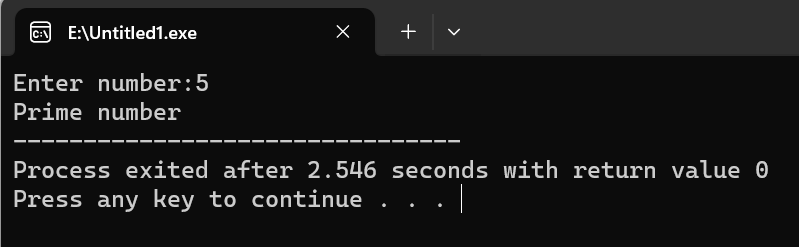 E:\Untitled1.exe
Enter number:5
Prime number
--------------------------------
Process exited after 2.546 seconds with return value 0
Press any key to continue . . .